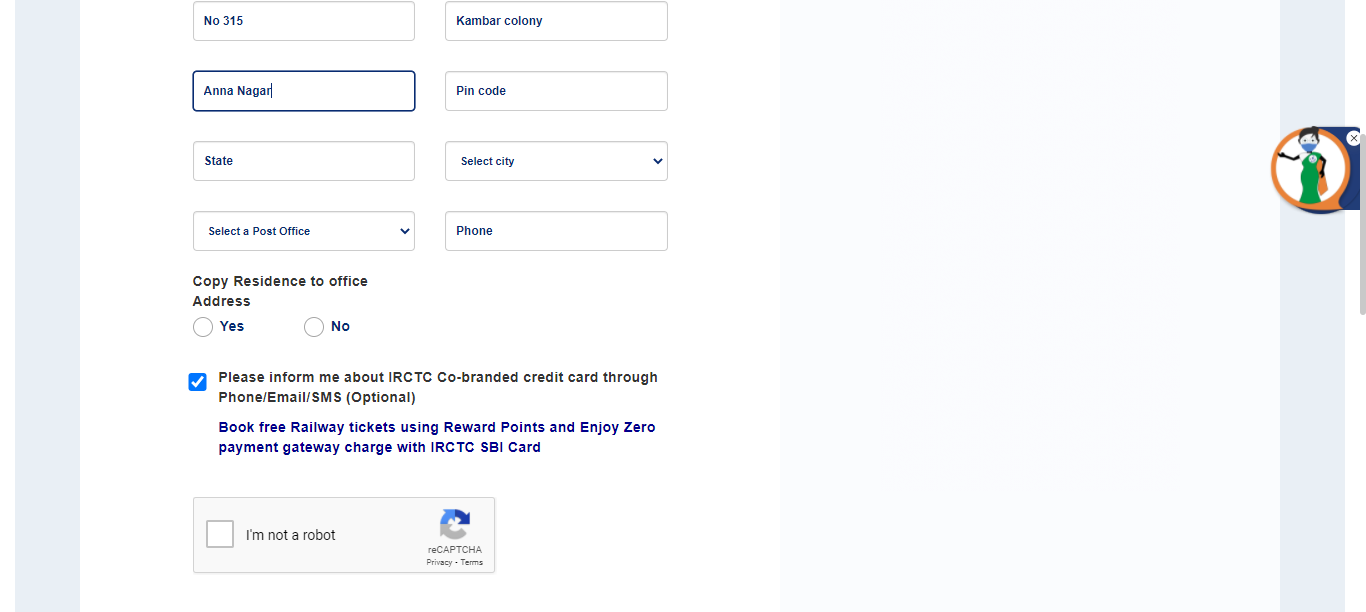 No 315
Kambar colony
Anna Nagar
Pin code
State
Select city
Select a Post Office
Phone
Copy Residence to office
Address
Yes
No
Please inform me about IRCTC Co-branded credit card through
Phone/Email/SMS (Optional)
Book free Railway tickets using Reward Points and Enjoy Zero
payment gateway charge with IRCTC SBI Card
I'm not a robot
reCAPTCHA
Privacy - Terms